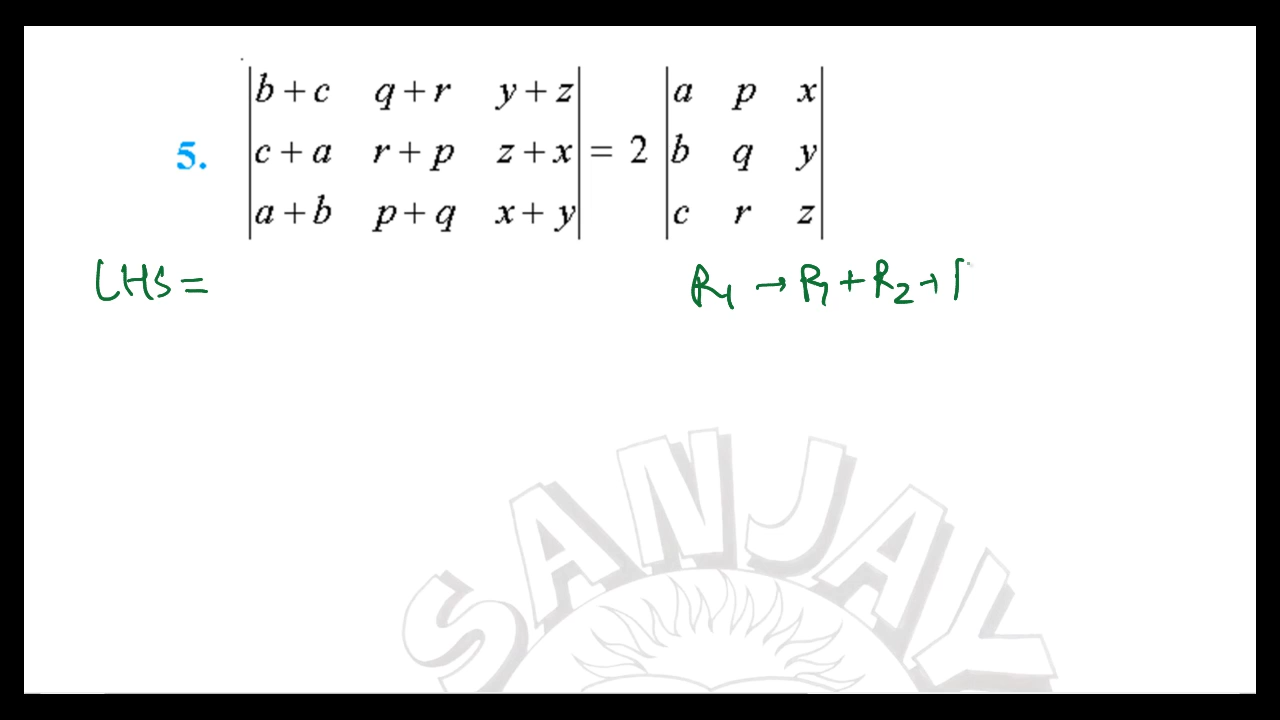 |b+c q+r y+z|   |a p x|
5. |c+a r+p z+x| = 2 |b q y|
|a+b p+q x+y|   |c r z|
LHS =   R1 → R1 + R2 +
SANJAY